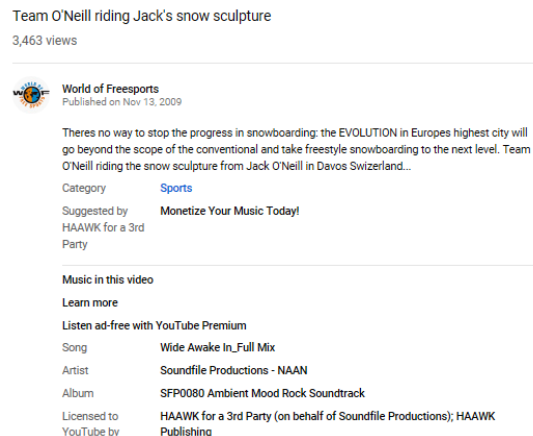 Team O'Neill riding Jack's snow sculpture
3,463 views
World of Freesports
Published on Nov 13, 2009
Theres no way to stop the progress in snowboarding: the EVOLUTION in Europes highest city will
go beyond the scope of the conventional and take freestyle snowboarding to the next level. Team
O'Neill riding the snow sculpture from Jack O'Neill in Davos Swizerland...
Category Sports
Suggested by Monetize Your Music Today!
HAAWK for a 3rd
Party
Music in this video
Learn more
Listen ad-free with YouTube Premium
Song Wide Awake In_Full Mix
Artist Soundfile Productions - NAAN
Album SFP0080 Ambient Mood Rock Soundtrack
Licensed to HAAWK for a 3rd Party (on behalf of Soundfile Productions); HAAWK
YouTube by Publishing